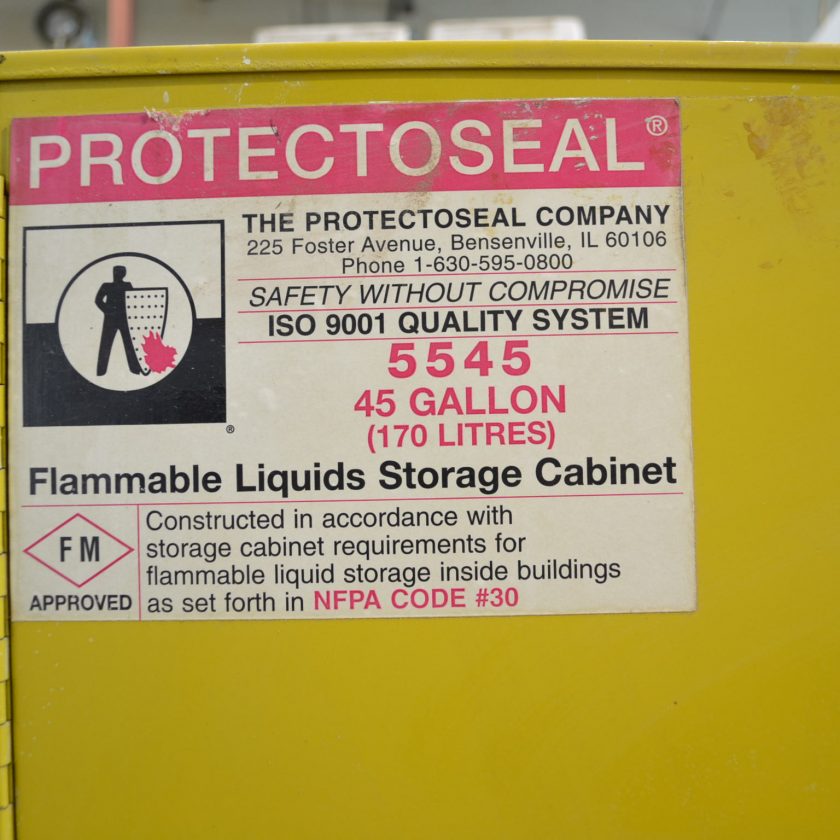 PROTECTOSEAL®
THE PROTECTOSEAL COMPANY
225 Foster Avenue, Bensenville, IL 60106
Phone 1-630-595-0800
SAFETY WITHOUT COMPROMISE
ISO 9001 QUALITY SYSTEM
5545
45 GALLON
(170 LITRES)
®
Flammable Liquids Storage Cabinet
FM
APPROVED
Constructed in accordance with
storage cabinet requirements for
flammable liquid storage inside buildings
as set forth in NFPA CODE #30